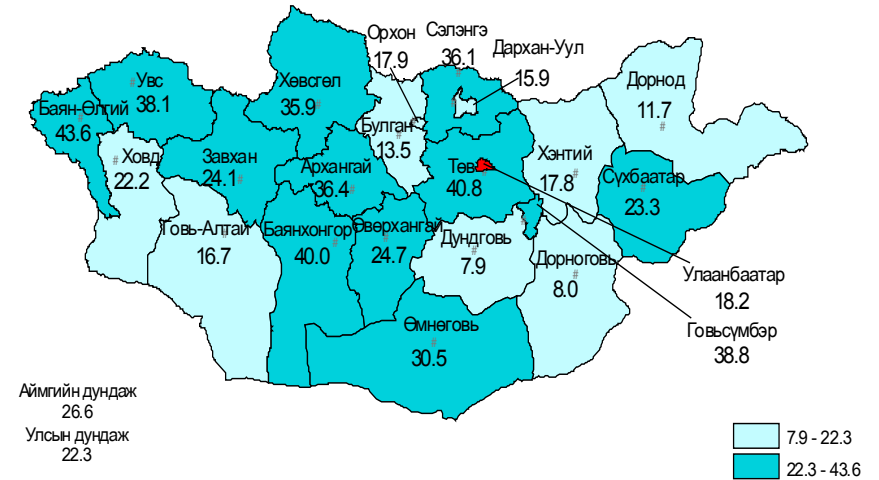 Орхон
17.9
Сэлэнгэ
36.1
Дархан-Уул
15.9
Увс
38.1
Хөвсгөл
35.9
Дорнод
11.7
Баян-Өлгий
43.6
Булган
13.5
Ховд
22.2
Завхан
24.1
Архангай
36.4
Төв
40.8
Хэнтий
17.8
Сүхбаатар
23.3
Говь-Алтай
16.7
Баянхонгор
40.0
Өвөрхангай
24.7
Дундговь
7.9
Дорноговь
8.0
Улаанбаатар
18.2
Говьсүмбэр
38.8
Өмнөговь
30.5
Аймгийн дундаж
26.6
Улсын дундаж
22.3
7.9 - 22.3
22.3 - 43.6